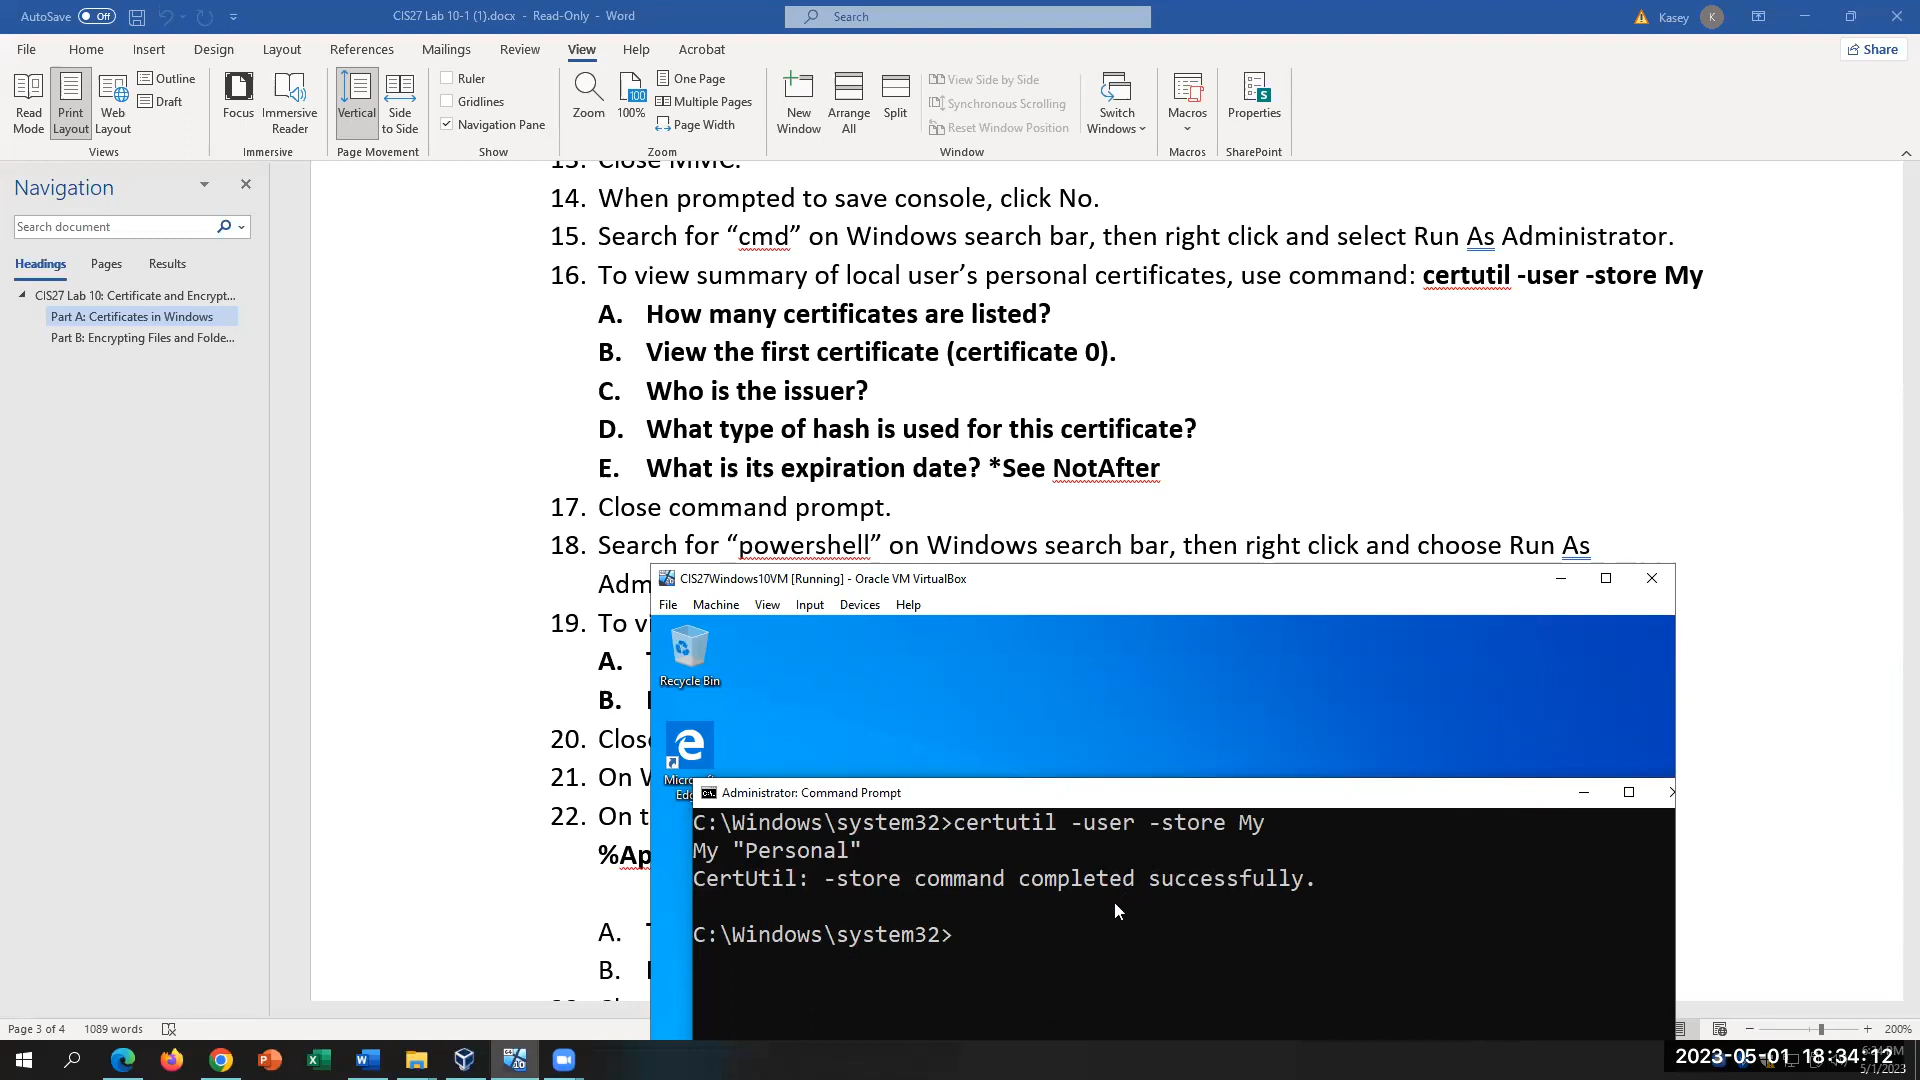 AutoSave Off
CIS27 Lab 10-1 (1).docx - Read-Only - Word
Search
Kasey K
File Home Insert Design Layout References Mailings Review View Help Acrobat
Share
Read Mode
Print Layout
Web Layout
Outline
Draft
Views
Focus
Immersive Reader
Immersive
Vertical
Side to Side
Page Movement
Ruler
Gridlines
Navigation Pane
Show
Zoom
100
100%
One Page
Multiple Pages
Page Width
Zoom
New Window
Arrange All
Split
View Side by Side
Synchronous Scrolling
Reset Window Position
Window
Switch Windows
Macros
Macros
Properties
SharePoint
Navigation
Search document
Headings Pages Results
CIS27 Lab 10: Certificate and Encrypt...
Part A: Certificates in Windows
Part B: Encrypting Files and Folde...
13. Close MMC.
14. When prompted to save console, click No.
15. Search for “cmd” on Windows search bar, then right click and select Run As Administrator.
16. To view summary of local user’s personal certificates, use command: certutil -user -store My
A. How many certificates are listed?
B. View the first certificate (certificate 0).
C. Who is the issuer?
D. What type of hash is used for this certificate?
E. What is its expiration date? *See NotAfter
17. Close command prompt.
18. Search for “powershell” on Windows search bar, then right click and choose Run As
Adm
19. To vi
A.
B.
20. Close
21. On W
22. On t
%Ap
A.
B.
CIS27Windows10VM [Running] - Oracle VM VirtualBox
File Machine View Input Devices Help
Recycle Bin
Administrator: Command Prompt
C:\Windows\system32>certutil -user -store My
My "Personal"
CertUtil: -store command completed successfully.
C:\Windows\system32>
Page 3 of 4 1089 words
200%
2023-05-01 18:34:12
5/1/2023